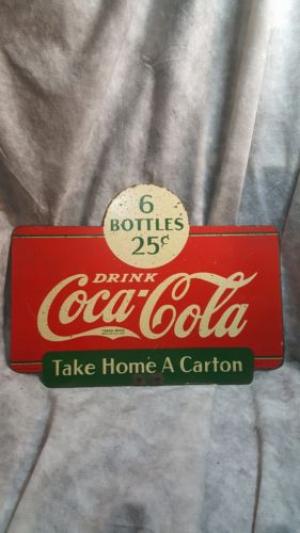 6
BOTTLES
25¢
DRINK
Coca-Cola
Take Home A Carton